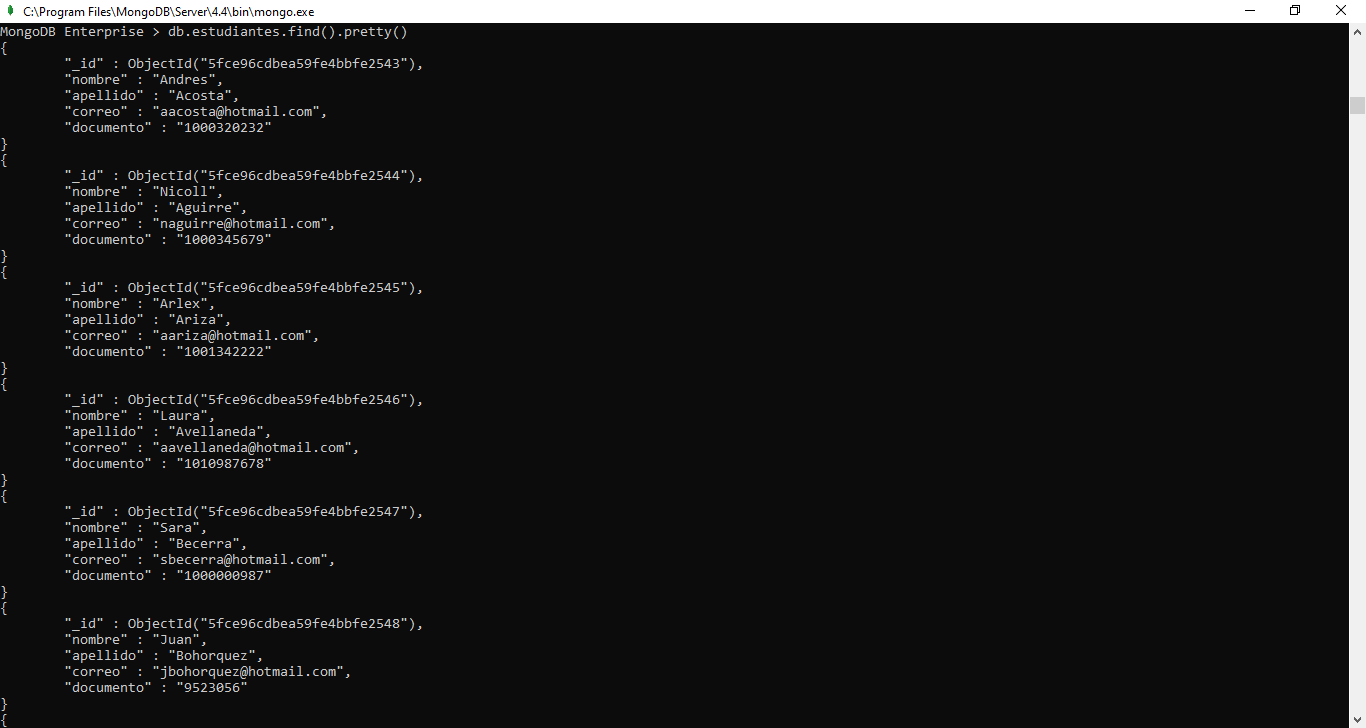 C:\Program Files\MongoDB\Server\4.4\bin\mongo.exe
MongoDB Enterprise > db.estudiantes.find().pretty()
{
        "_id" : ObjectId("5fce96cdbea59fe4bbfe2543"),
        "nombre" : "Andres",
        "apellido" : "Acosta",
        "correo" : "aacosta@hotmail.com",
        "documento" : "1000320232"
}
{
        "_id" : ObjectId("5fce96cdbea59fe4bbfe2544"),
        "nombre" : "Nicoll",
        "apellido" : "Aguirre",
        "correo" : "naguirre@hotmail.com",
        "documento" : "1000345679"
}
{
        "_id" : ObjectId("5fce96cdbea59fe4bbfe2545"),
        "nombre" : "Arlex",
        "apellido" : "Ariza",
        "correo" : "aariza@hotmail.com",
        "documento" : "1001342222"
}
{
        "_id" : ObjectId("5fce96cdbea59fe4bbfe2546"),
        "nombre" : "Laura",
        "apellido" : "Avellaneda",
        "correo" : "aavellaneda@hotmail.com",
        "documento" : "1010987678"
}
{
        "_id" : ObjectId("5fce96cdbea59fe4bbfe2547"),
        "nombre" : "Sara",
        "apellido" : "Becerra",
        "correo" : "sbecerra@hotmail.com",
        "documento" : "1000000987"
}
{
        "_id" : ObjectId("5fce96cdbea59fe4bbfe2548"),
        "nombre" : "Juan",
        "apellido" : "Bohorquez",
        "correo" : "jbohorquez@hotmail.com",
        "documento" : "9523056"
}
{